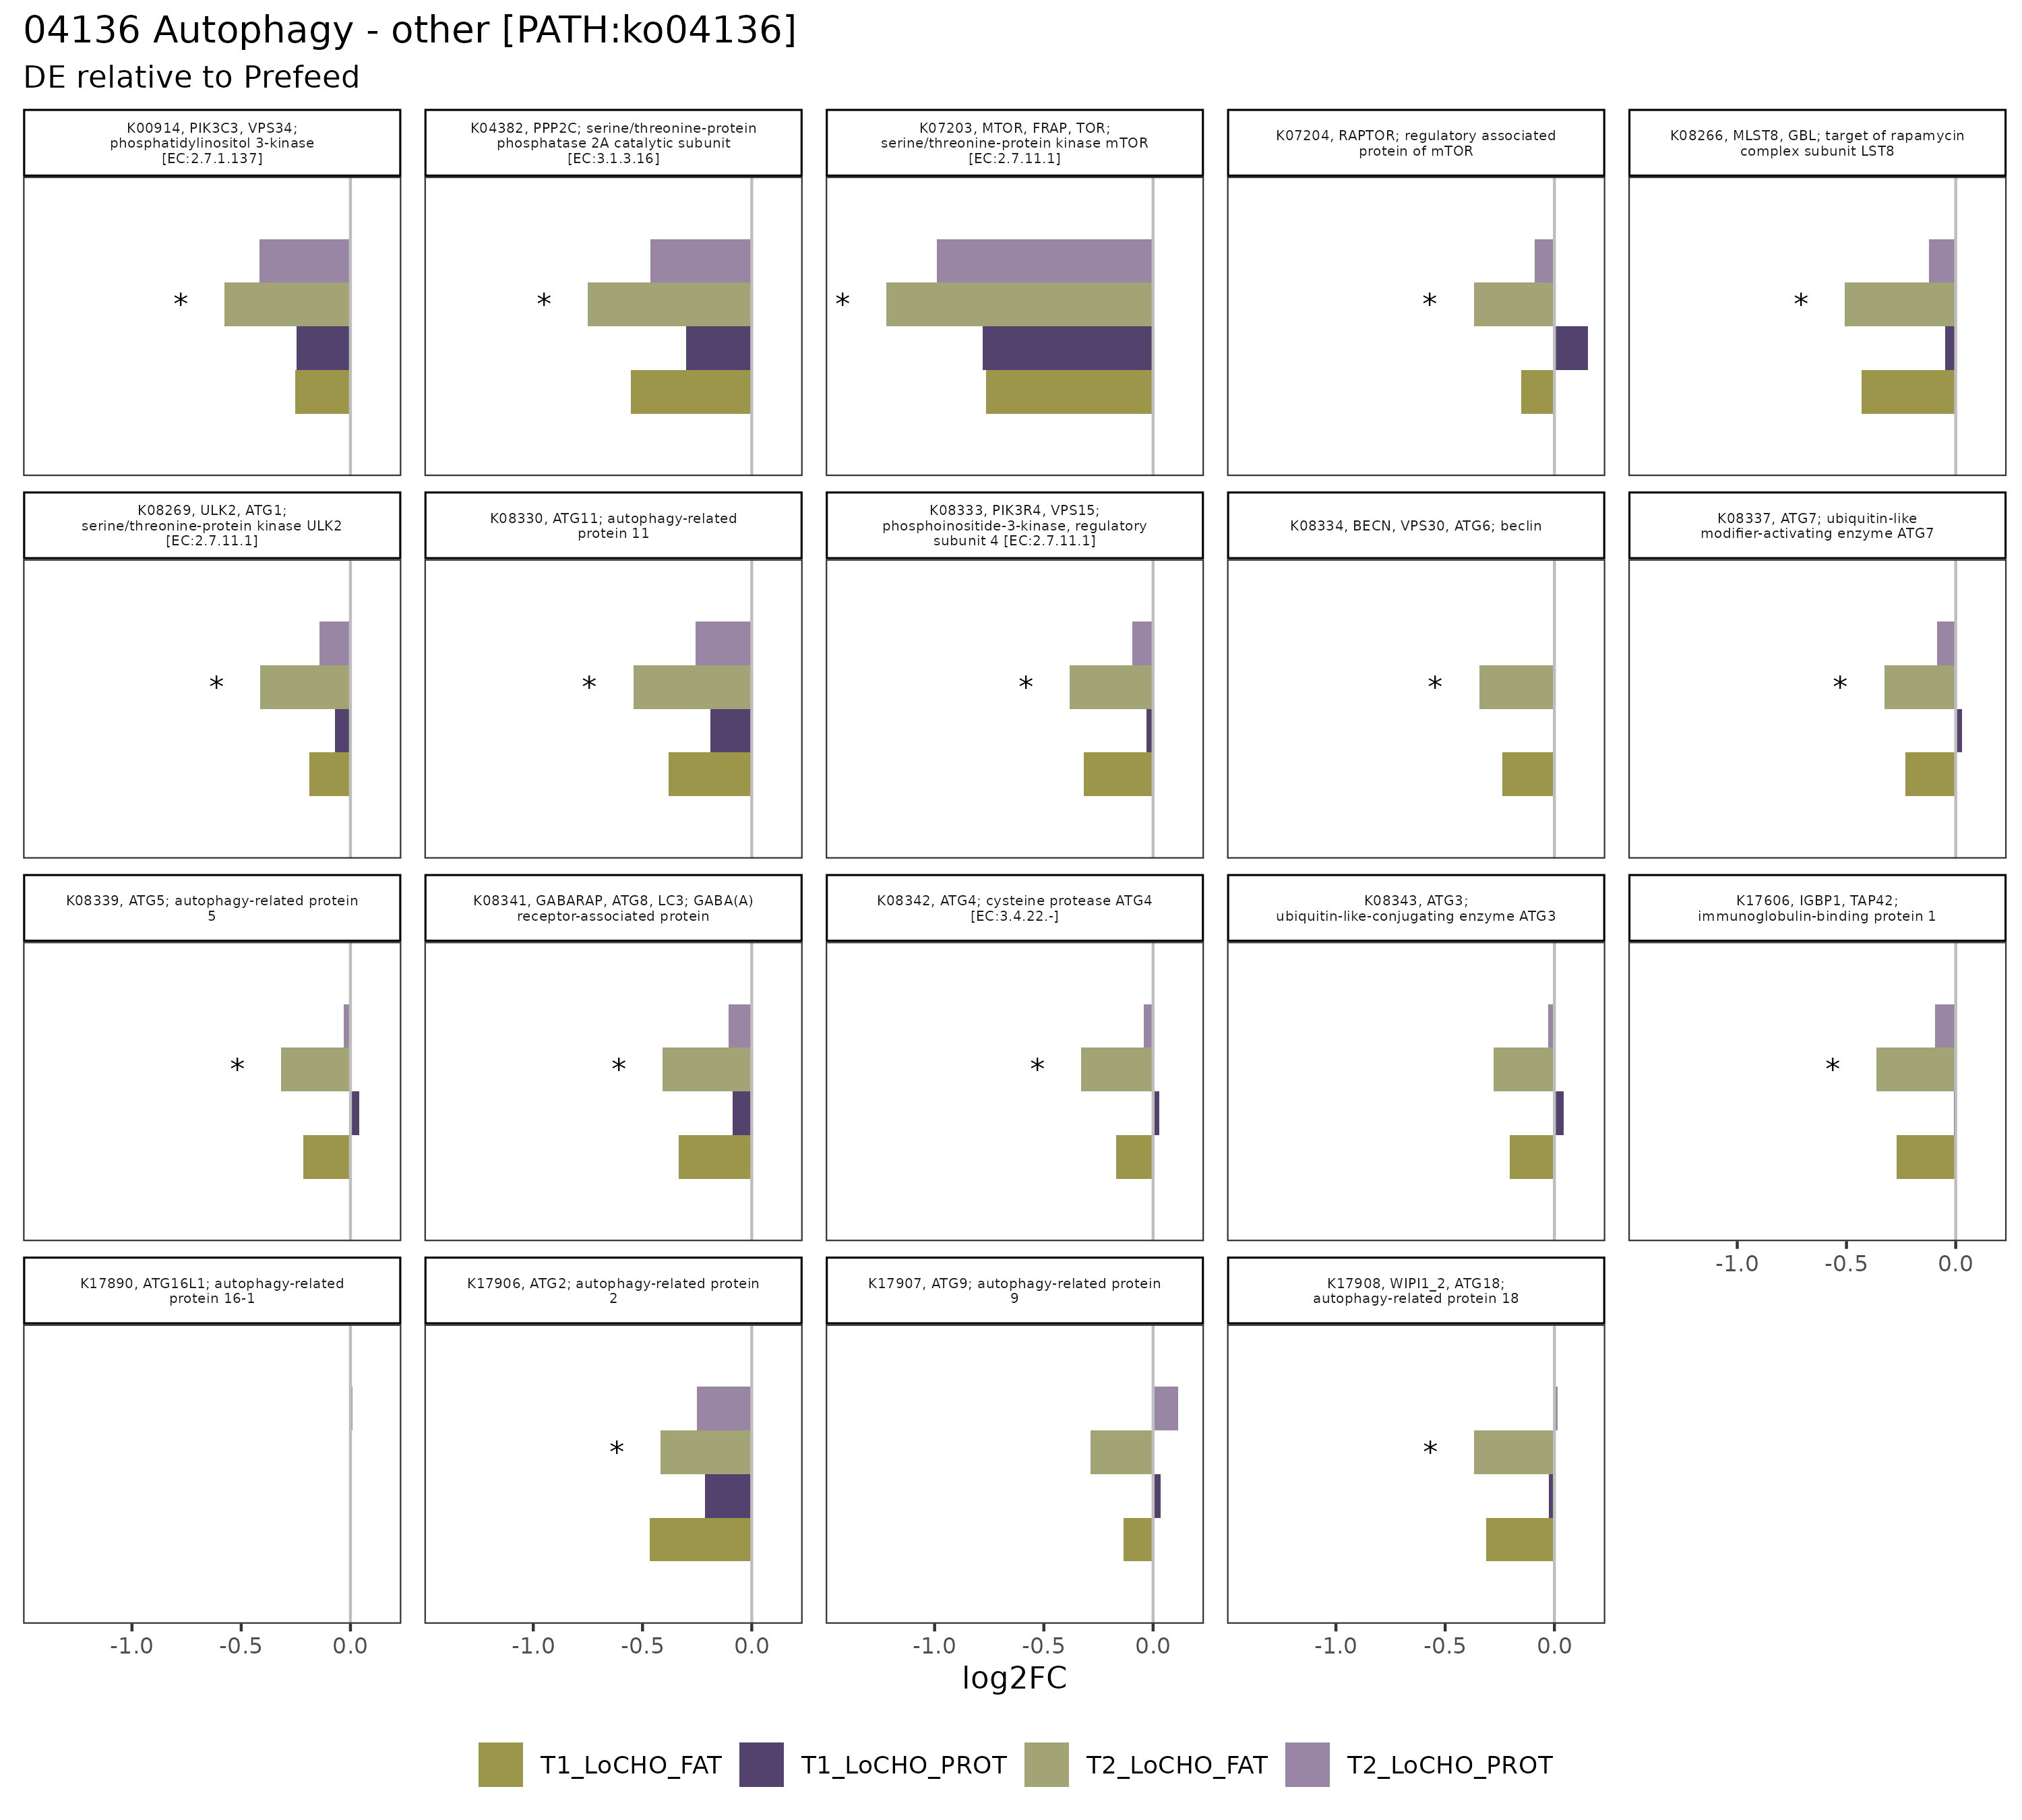 04136 Autophagy - other [PATH:ko04136]
DE relative to Prefeed
K00914, PIK3C3, VPS34;
phosphatidylinositol 3-kinase
[EC:2.7.1.137]
K04382, PPP2C; serine/threonine-protein
phosphatase 2A catalytic subunit
[EC:3.1.3.16]
K07203, MTOR, FRAP, TOR;
serine/threonine-protein kinase mTOR
[EC:2.7.11.1]
K07204, RAPTOR; regulatory associated
protein of mTOR
K08266, MLST8, GBL; target of rapamycin
complex subunit LST8
*
*
*
*
*
K08269, ULK2, ATG1;
serine/threonine-protein kinase ULK2
[EC:2.7.11.1]
K08330, ATG11; autophagy-related
protein 11
K08333, PIK3R4, VPS15;
phosphoinositide-3-kinase, regulatory
subunit 4 [EC:2.7.11.1]
K08334, BECN, VPS30, ATG6; beclin
K08337, ATG7; ubiquitin-like
modifier-activating enzyme ATG7
*
*
*
*
*
K08339, ATG5; autophagy-related protein
5
K08341, GABARAP, ATG8, LC3; GABA(A)
receptor-associated protein
K08342, ATG4; cysteine protease ATG4
[EC:3.4.22.-]
K08343, ATG3;
ubiquitin-like-conjugating enzyme ATG3
K17606, IGBP1, TAP42;
immunoglobulin-binding protein 1
*
*
*
*
-1.0 -0.5 0.0
K17890, ATG16L1; autophagy-related
protein 16-1
K17906, ATG2; autophagy-related protein
2
K17907, ATG9; autophagy-related protein
9
K17908, WIPI1_2, ATG18;
autophagy-related protein 18
*
*
-1.0 -0.5 0.0
-1.0 -0.5 0.0
-1.0 -0.5 0.0
-1.0 -0.5 0.0
log2FC
T1_LoCHO_FAT T1_LoCHO_PROT T2_LoCHO_FAT T2_LoCHO_PROT